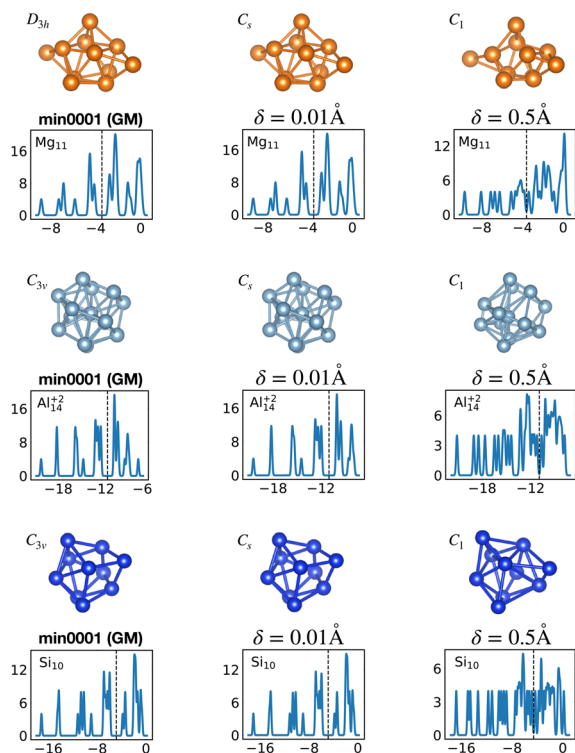 D3h Cs C1
min0001 (GM) δ = 0.01Å δ = 0.5Å
Mg11 Mg11 Mg11
16 16 12
8 8 8
4
0 0 0
−8 −4 0 −8 −4 0 −8 −4 0
C3v Cs C1
min0001 (GM) δ = 0.01Å δ = 0.5Å
Al14+2 Al14+2 Al14+2
16 16 6
8 8 3
0 0 0
−18 −12 −6 −18 −12 −18 −12
C3v Cs C1
min0001 (GM) δ = 0.01Å δ = 0.5Å
Si10 Si10 Si10
12 12 6
6 6 3
0 0 0
−16 −8 0 −16 −8 0 −16 −8 0